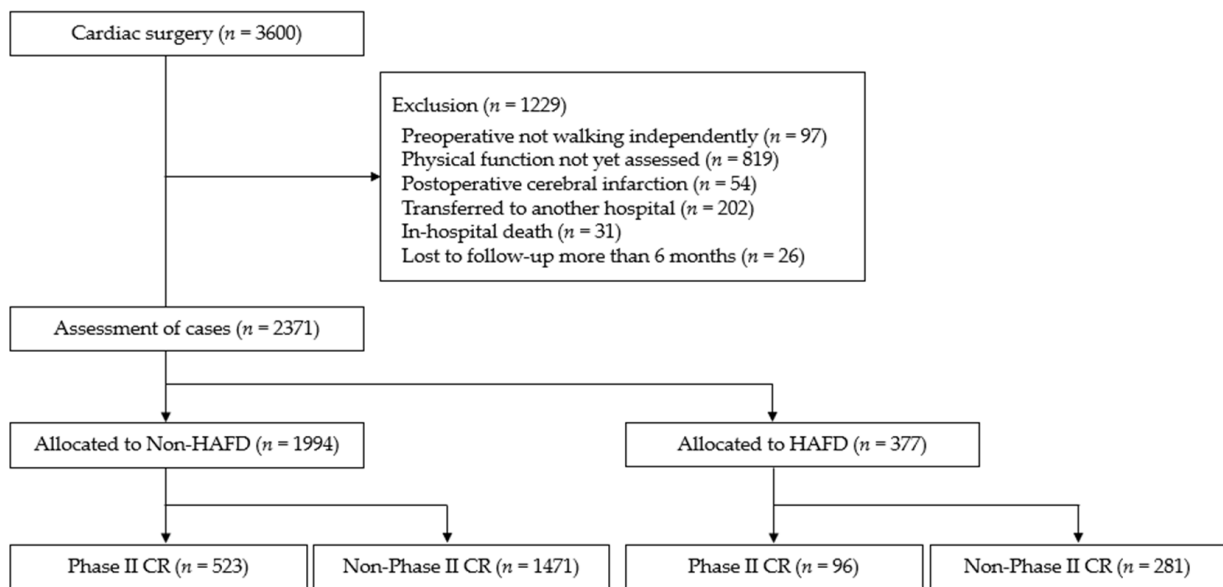 Cardiac surgery (n = 3600)
Exclusion (n = 1229)
Preoperative not walking independently (n = 97)
Physical function not yet assessed (n = 819)
Postoperative cerebral infarction (n = 54)
Transferred to another hospital (n = 202)
In-hospital death (n = 31)
Lost to follow-up more than 6 months (n = 26)
Assessment of cases (n = 2371)
Allocated to Non-HAFD (n = 1994)
Allocated to HAFD (n = 377)
Phase II CR (n = 523)
Non-Phase II CR (n = 1471)
Phase II CR (n = 96)
Non-Phase II CR (n = 281)